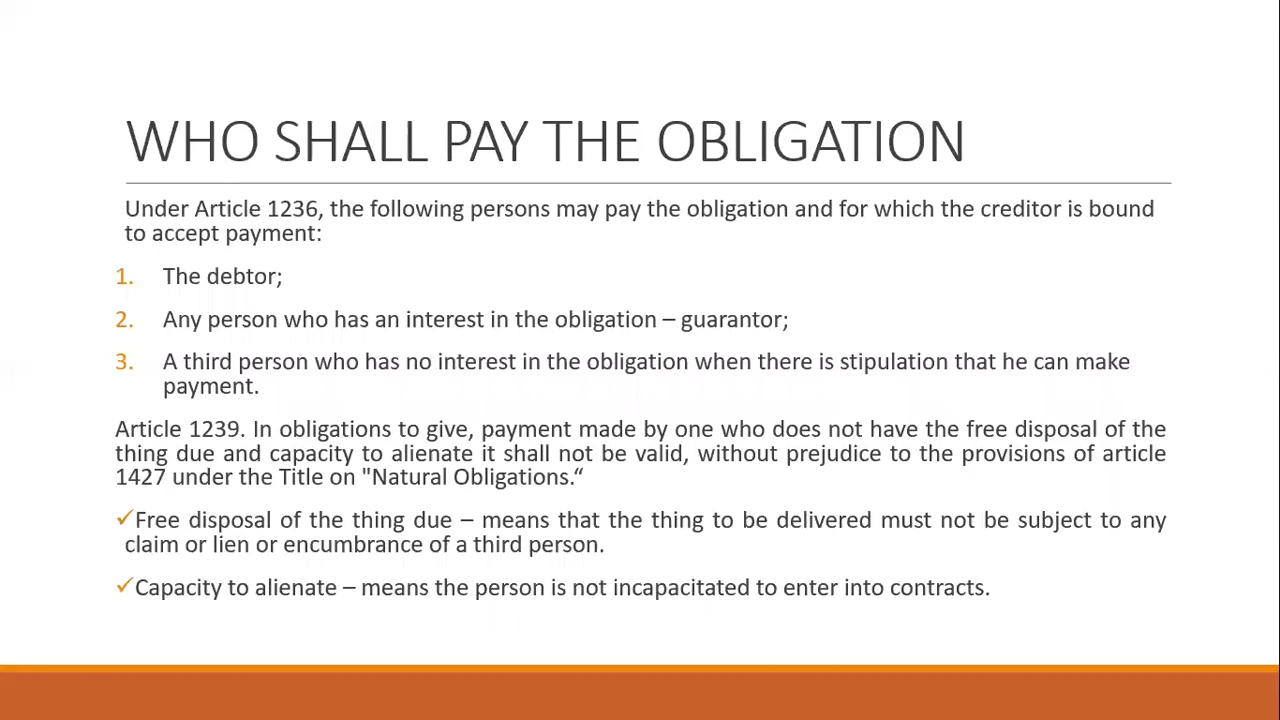 WHO SHALL PAY THE OBLIGATION
Under Article 1236, the following persons may pay the obligation and for which the creditor is bound
to accept payment:
1. The debtor;
2. Any person who has an interest in the obligation – guarantor;
3. A third person who has no interest in the obligation when there is stipulation that he can make
payment.
Article 1239. In obligations to give, payment made by one who does not have the free disposal of the
thing due and capacity to alienate it shall not be valid, without prejudice to the provisions of article
1427 under the Title on "Natural Obligations.“
✓Free disposal of the thing due – means that the thing to be delivered must not be subject to any
claim or lien or encumbrance of a third person.
✓Capacity to alienate – means the person is not incapacitated to enter into contracts.